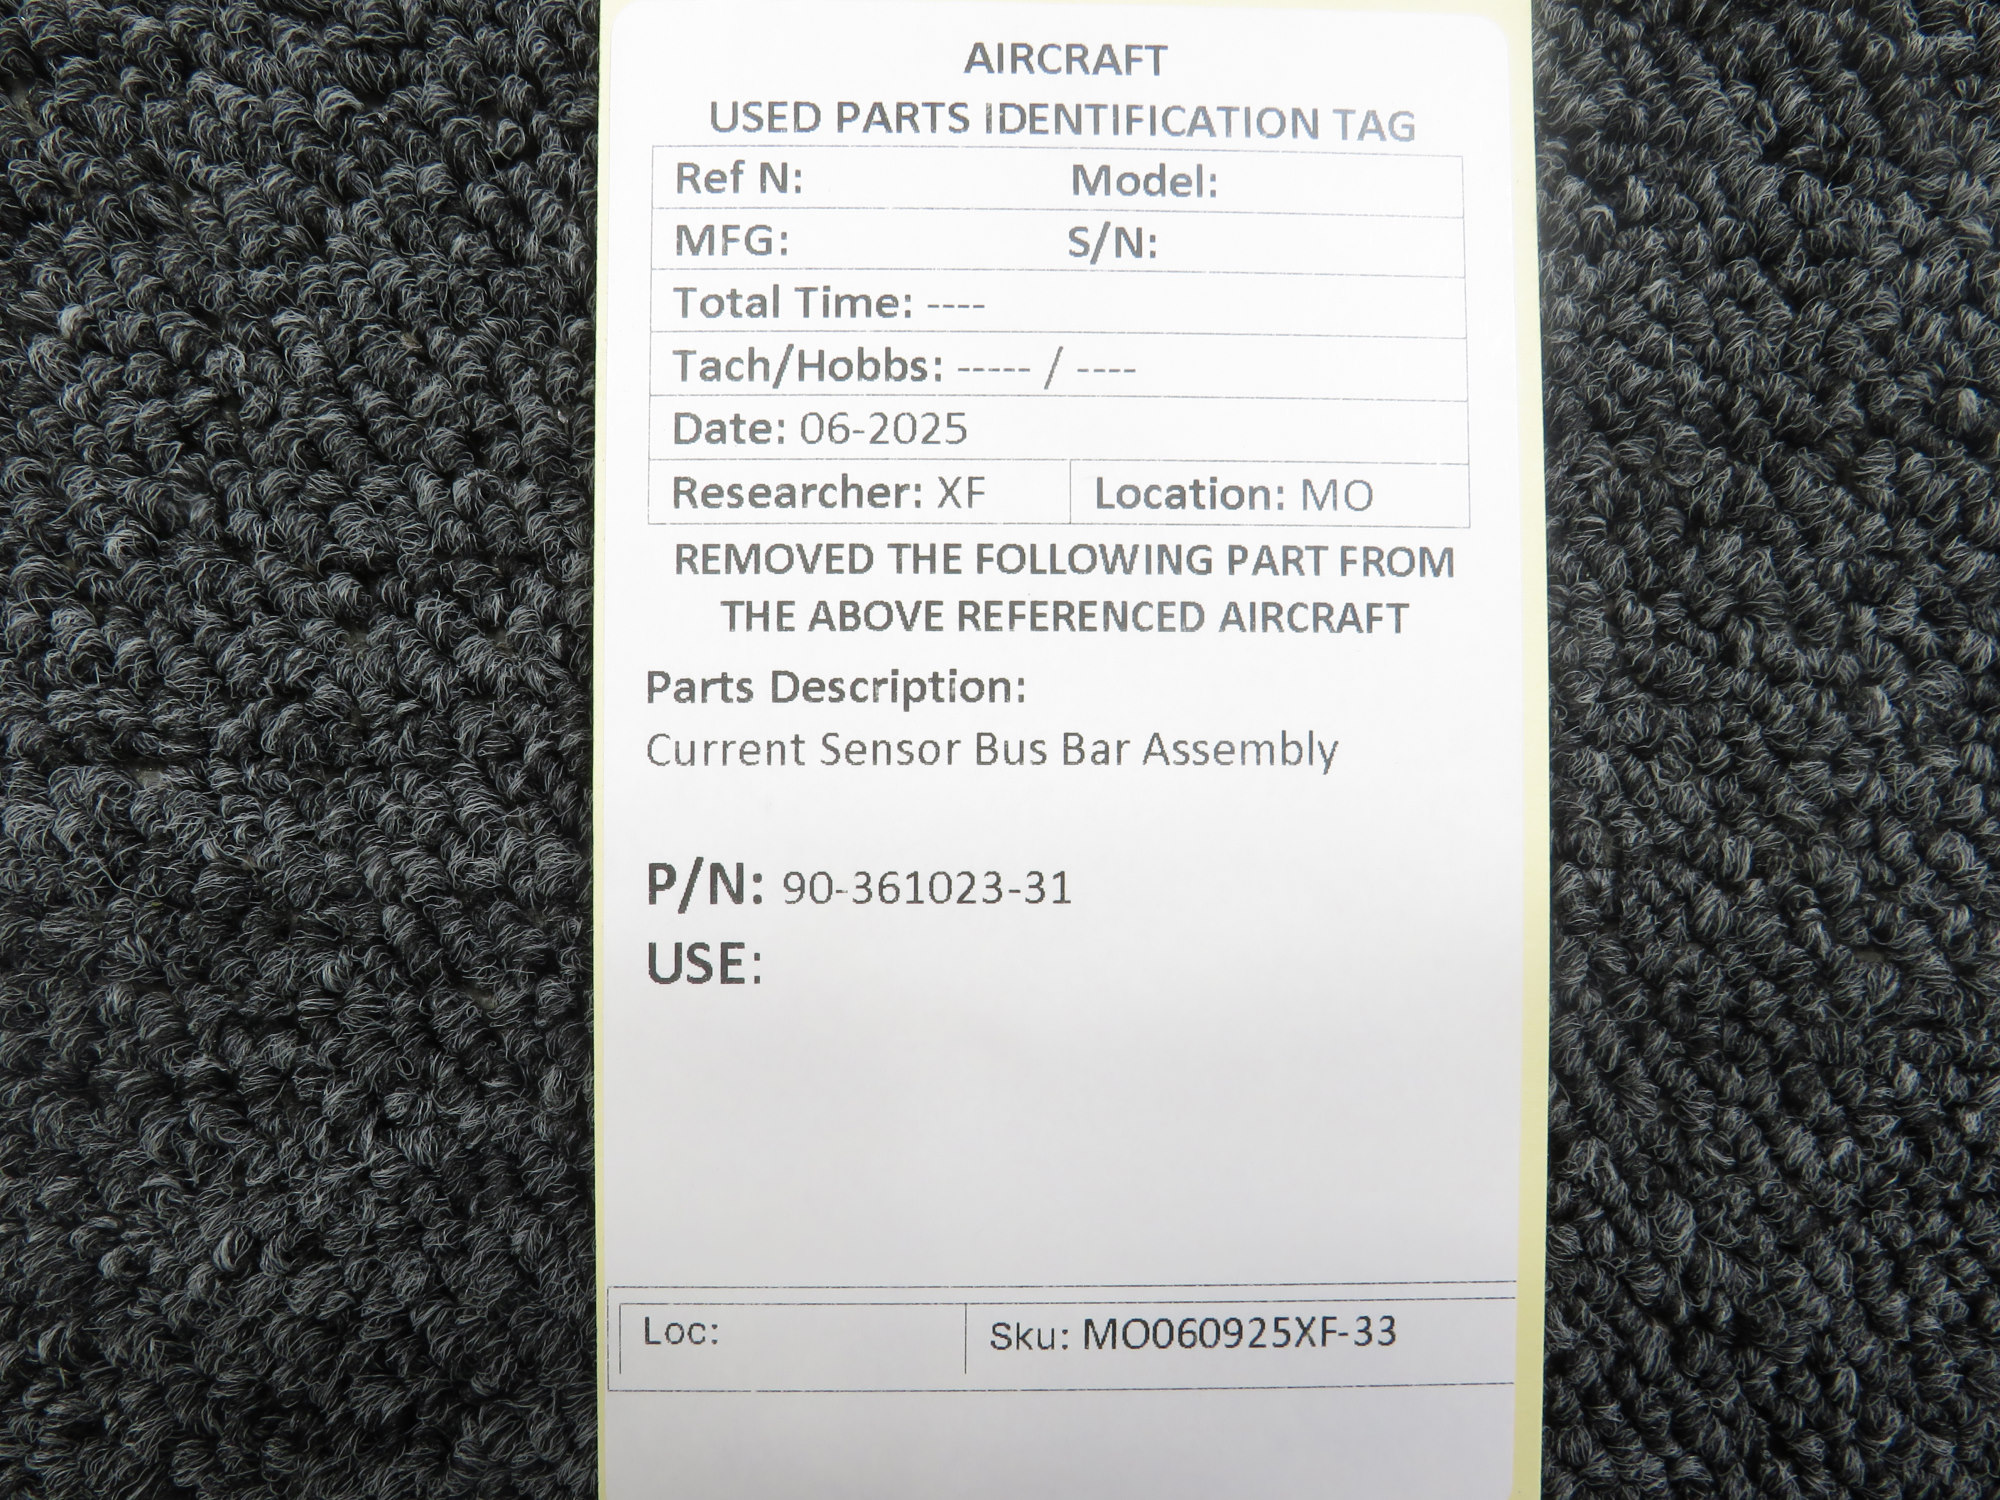 AIRCRAFT
USED PARTS IDENTIFICATION TAG
Ref N: Model:
MFG: S/N:
Total Time: ----
Tach/Hobbs: ----- / ----
Date: 06-2025
Researcher: XF Location: MO
REMOVED THE FOLLOWING PART FROM
THE ABOVE REFERENCED AIRCRAFT
Parts Description:
Current Sensor Bus Bar Assembly
P/N: 90-361023-31
USE:
Loc: Sku: MO060925XF-33